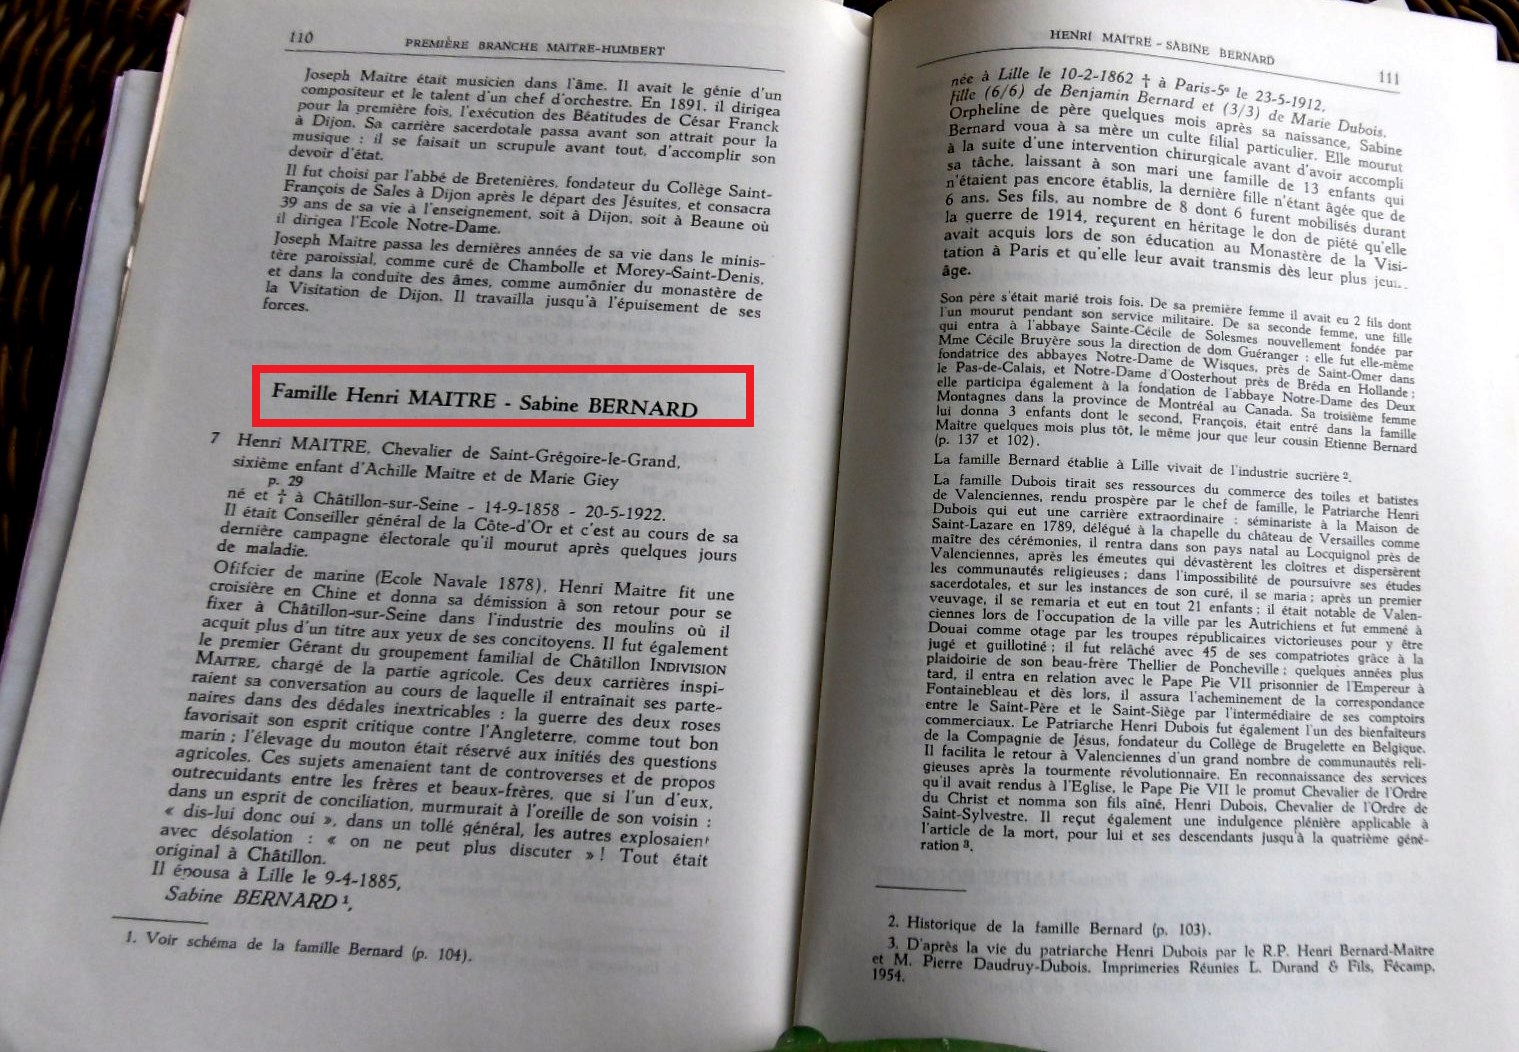 110
PREMIÈRE BRANCHE MAITRE-HUMBERT
Joseph Maitre était musicien dans l'âme. Il avait le génie d'un
compositeur et le talent d'un chef d'orchestre. En 1891, il dirigea
pour la première fois, l'exécution des Béatitudes de César Franck
à Dijon. Sa carrière sacerdotale passa avant son attrait pour la
musique : il se faisait un scrupule avant tout, d'accomplir son
devoir d'état.
Il fut choisi par l'abbé de Bretenières, fondateur du Collège Saint-
François de Sales à Dijon après le départ des Jésuites, et consacra
39 ans de sa vie à l'enseignement, soit à Dijon, soit à Beaune où
il dirigea l'Ecole Notre-Dame.
Joseph Maitre passa les dernières années de sa vie dans le minis-
tère paroissial, comme curé de Chambolle et Morey-Saint-Denis,
et dans la conduite des âmes, comme aumônier du monastère de
la Visitation de Dijon. Il travailla jusqu'à l'épuisement de ses
forces.
Famille Henri MAITRE - Sabine BERNARD
7 Henri MAITRE, Chevalier de Saint-Grégoire-le-Grand,
sixième enfant d'Achille Maitre et de Marie Giey
p. 29
né et † à Châtillon-sur-Seine - 14-9-1858 - 20-5-1922.
Il était Conseiller général de la Côte-d'Or et c'est au cours de sa
dernière campagne électorale qu'il mourut après quelques jours
de maladie.
Ofifcier de marine (Ecole Navale 1878), Henri Maitre fit une
croisière en Chine et donna sa démission à son retour pour se
fixer à Châtillon-sur-Seine dans l'industrie des moulins où il
acquit plus d'un titre aux yeux de ses concitoyens. Il fut également
le premier Gérant du groupement familial de Châtillon INDIVISION
MAITRE, chargé de la partie agricole. Ces deux carrières inspi-
raient sa conversation au cours de laquelle il entraînait ses parte-
naires dans des dédales inextricables : la guerre des deux roses
favorisait son esprit critique contre l'Angleterre, comme tout bon
marin ; l'élevage du mouton était réservé aux initiés des questions
agricoles. Ces sujets amenaient tant de controverses et de propos
outrecuidants entre les frères et beaux-frères, que si l'un d'eux,
dans un esprit de conciliation, murmurait à l'oreille de son voisin :
« dis-lui donc oui », dans un tollé général, les autres explosaient
avec désolation : « on ne peut plus discuter » ! Tout était
original à Châtillon.
Il épousa à Lille le 9-4-1885,
Sabine BERNARD ¹,
1. Voir schéma de la famille Bernard (p. 104).
HENRI MAITRE - SABINE BERNARD
111
née à Lille le 10-2-1862 † à Paris-5ᵉ le 23-5-1912,
fille (6/6) de Benjamin Bernard et (3/3) de Marie Dubois.
Orpheline de père quelques mois après sa naissance, Sabine
Bernard voua à sa mère un culte filial particulier. Elle mourut
à la suite d'une intervention chirurgicale avant d'avoir accompli
sa tâche, laissant à son mari une famille de 13 enfants qui
n'étaient pas encore établis, la dernière fille n'étant âgée que de
6 ans. Ses fils, au nombre de 8 dont 6 furent mobilisés durant
la guerre de 1914, reçurent en héritage le don de piété qu'elle
avait acquis lors de son éducation au Monastère de la Visi-
tation à Paris et qu'elle leur avait transmis dès leur plus jeu...
âge.
Son père s'était marié trois fois. De sa première femme il avait eu 2 fils dont
l'un mourut pendant son service militaire. De sa seconde femme, une fille
qui entra à l'abbaye Sainte-Cécile de Solesmes nouvellement fondée par
Mme Cécile Bruyère sous la direction de dom Guéranger : elle fut elle-même
fondatrice des abbayes Notre-Dame de Wisques, près de Saint-Omer dans
le Pas-de-Calais, et Notre-Dame d'Oosterhout près de Bréda en Hollande ;
elle participa également à la fondation de l'abbaye Notre-Dame des Deux
Montagnes dans la province de Montréal au Canada. Sa troisième femme
lui donna 3 enfants dont le second, François, était entré dans la famille
Maitre quelques mois plus tôt, le même jour que leur cousin Etienne Bernard
(p. 137 et 102).
La famille Bernard établie à Lille vivait de l'industrie sucrière ².
La famille Dubois tirait ses ressources du commerce des toiles et batistes
de Valenciennes, rendu prospère par le chef de famille, le Patriarche Henri
Dubois qui eut une carrière extraordinaire : séminariste à la Maison de
Saint-Lazare en 1789, délégué à la chapelle du château de Versailles comme
maître des cérémonies, il rentra dans son pays natal au Locquignol près de
Valenciennes, après les émeutes qui dévastèrent les cloîtres et dispersèrent
les communautés religieuses ; dans l'impossibilité de poursuivre ses études
sacerdotales, et sur les instances de son curé, il se maria ; après un premier
veuvage, il se remaria et eut en tout 21 enfants ; il était notable de Valen-
ciennes lors de l'occupation de la ville par les Autrichiens et fut emmené à
Douai comme otage par les troupes républicaines victorieuses pour y être
jugé et guillotiné ; il fut relâché avec 45 de ses compatriotes grâce à la
plaidoirie de son beau-frère Thellier de Poncheville ; quelques années plus
tard, il entra en relation avec le Pape Pie VII prisonnier de l'Empereur à
Fontainebleau et dès lors, il assura l'acheminement de la correspondance
entre le Saint-Père et le Saint-Siège par l'intermédiaire de ses comptoirs
commerciaux. Le Patriarche Henri Dubois fut également l'un des bienfaiteurs
de la Compagnie de Jésus, fondateur du Collège de Brugelette en Belgique.
Il facilita le retour à Valenciennes d'un grand nombre de communautés reli-
gieuses après la tourmente révolutionnaire. En reconnaissance des services
qu'il avait rendus à l'Eglise, le Pape Pie VII le promut Chevalier de l'Ordre
du Christ et nomma son fils aîné, Henri Dubois, Chevalier de l'Ordre de
Saint-Sylvestre. Il reçut également une indulgence plénière applicable à
l'article de la mort, pour lui et ses descendants jusqu'à la quatrième géné-
ration ³.
2. Historique de la famille Bernard (p. 103).
3. D'après la vie du patriarche Henri Dubois par le R.P. Henri Bernard-Maitre
et M. Pierre Daudruy-Dubois. Imprimeries Réunies L. Durand & Fils, Fécamp,
1954.